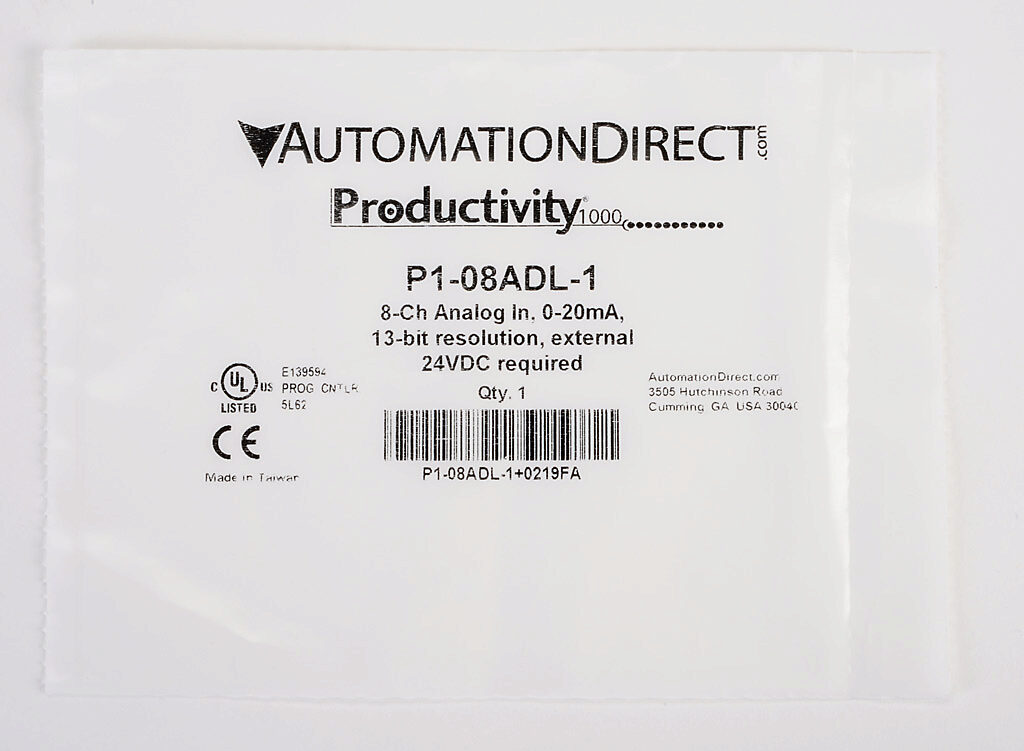 AUTOMATIONDIRECT.com
Productivity®1000
P1-08ADL-1
8-Ch Analog In, 0-20mA,
13-bit resolution, external
24VDC required
Qty. 1
C UL US
LISTED
E139594
PROG CNTLR
5L62
CE
Made in Taiwan
P1-08ADL-1+0219FA
AutomationDirect.com
3505 Hutchinson Road
Cumming, GA USA 30040